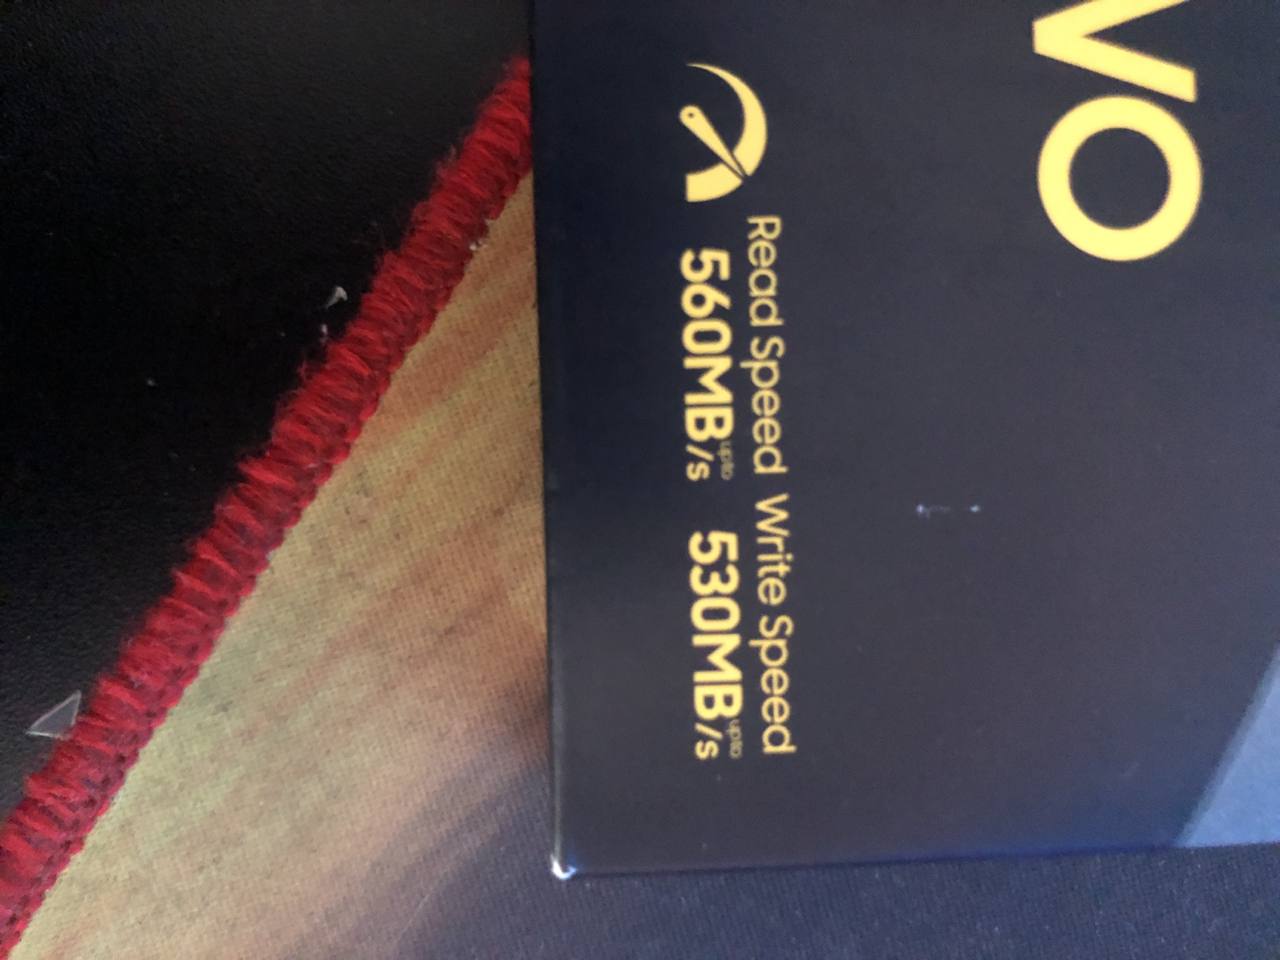 VO
Read Speed Write Speed
560MB/s upto 530MB/s upto